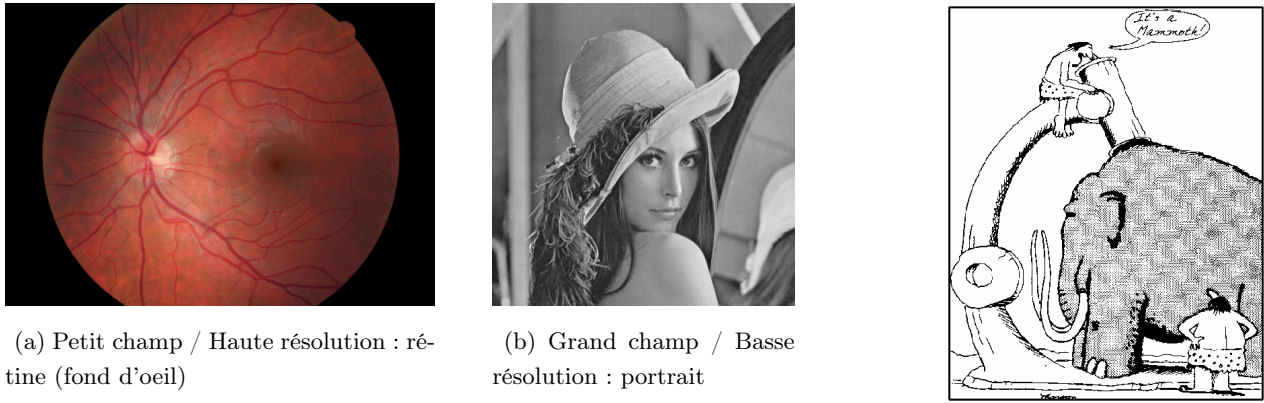 It's a
Mammoth!
(a) Petit champ / Haute résolution : ré-
tine (fond d'oeil)
(b) Grand champ / Basse
résolution : portrait